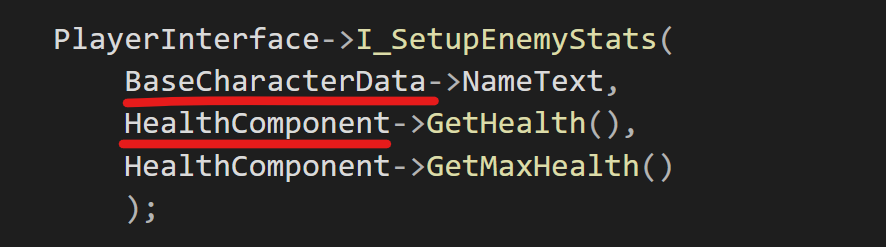 PlayerInterface->I_SetupEnemyStats(
BaseCharacterData->NameText,
HealthComponent->GetHealth(),
HealthComponent->GetMaxHealth()
);